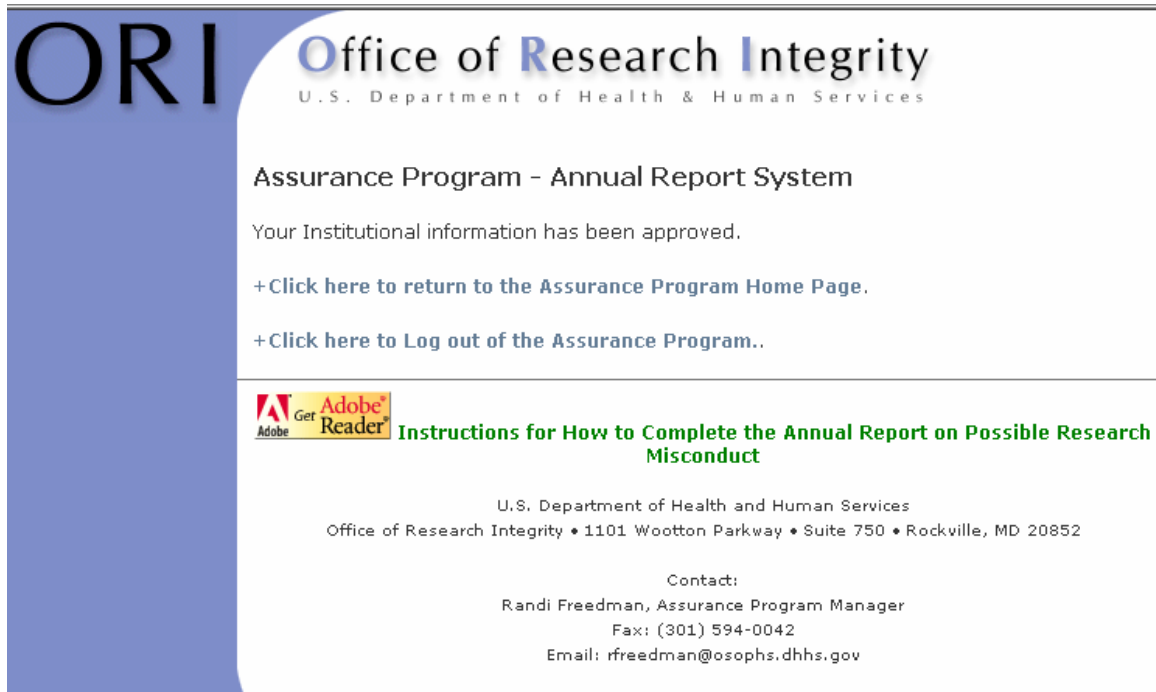 ORI
Office of Research Integrity
U.S. Department of Health & Human Services
Assurance Program - Annual Report System
Your Institutional information has been approved.
+Click here to return to the Assurance Program Home Page.
+Click here to Log out of the Assurance Program..
Adobe
Get Adobe®
Reader®
Instructions for How to Complete the Annual Report on Possible Research
Misconduct
U.S. Department of Health and Human Services
Office of Research Integrity • 1101 Wootton Parkway • Suite 750 • Rockville, MD 20852
Contact:
Randi Freedman, Assurance Program Manager
Fax: (301) 594-0042
Email: rfreedman@osophs.dhhs.gov